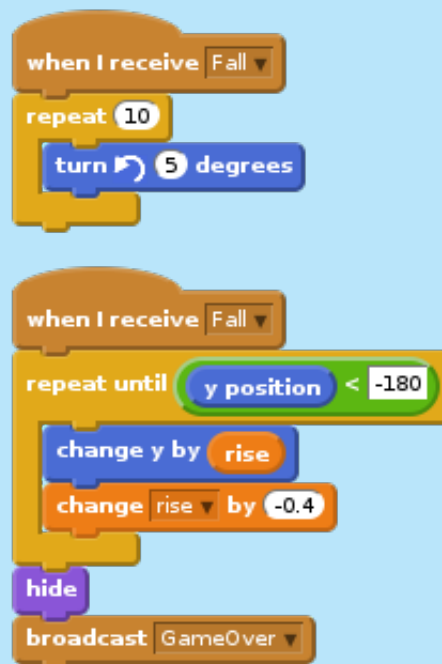 when I receive Fall
repeat 10
turn 5 degrees
when I receive Fall
repeat until y position < -180
change y by rise
change rise by -0.4
hide
broadcast GameOver